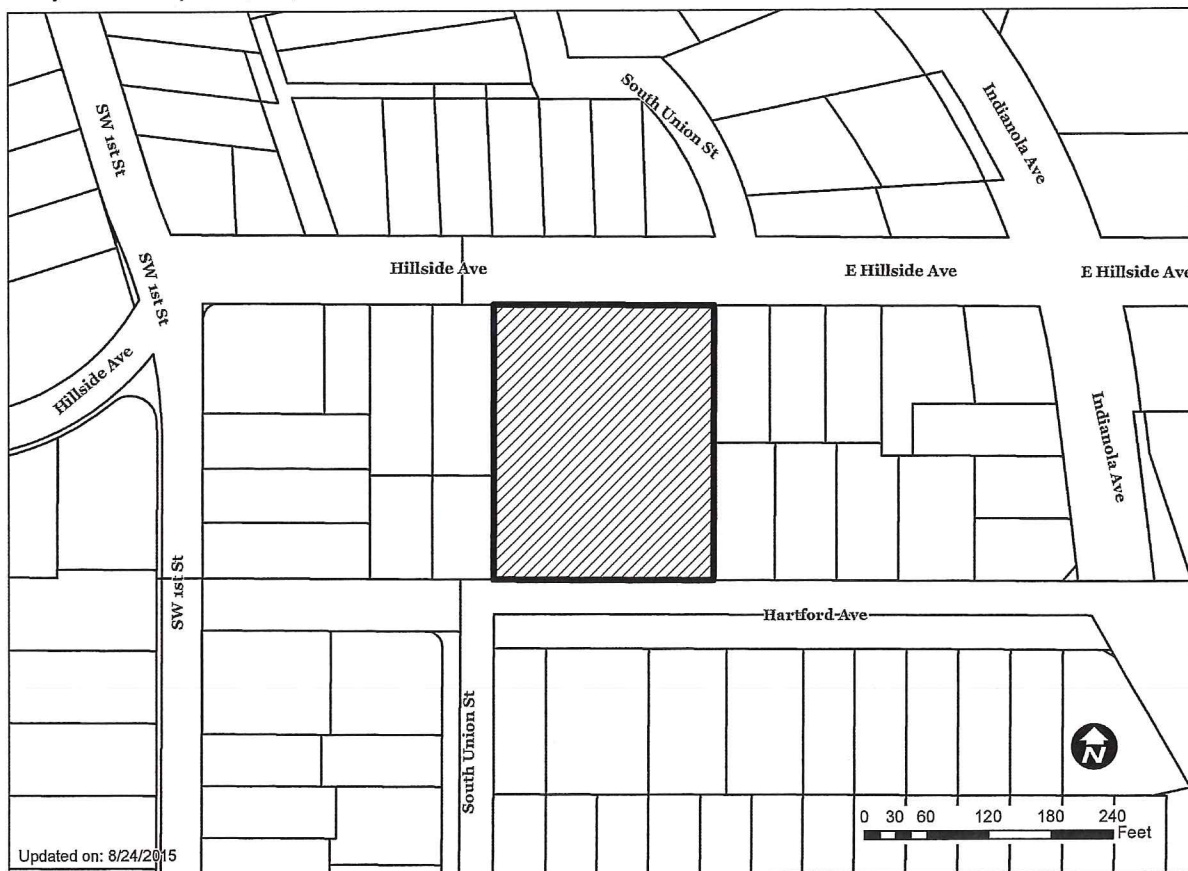 South Union St
Indianola Ave
SW 1st St
SW 1st St
Hillside Ave
E Hillside Ave
E Hillside Ave
Hillside Ave
Indianola Ave
SW 1st St
Hartford Ave
South Union St
N
0 30 60 120 180 240
Feet
Updated on: 8/24/2015